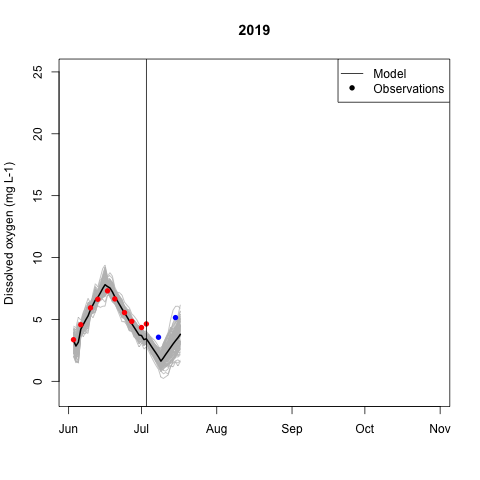 2019
Model
Observations
Dissolved oxygen (mg L-1)
25
20
15
10
5
0
Jun Jul Aug Sep Oct Nov